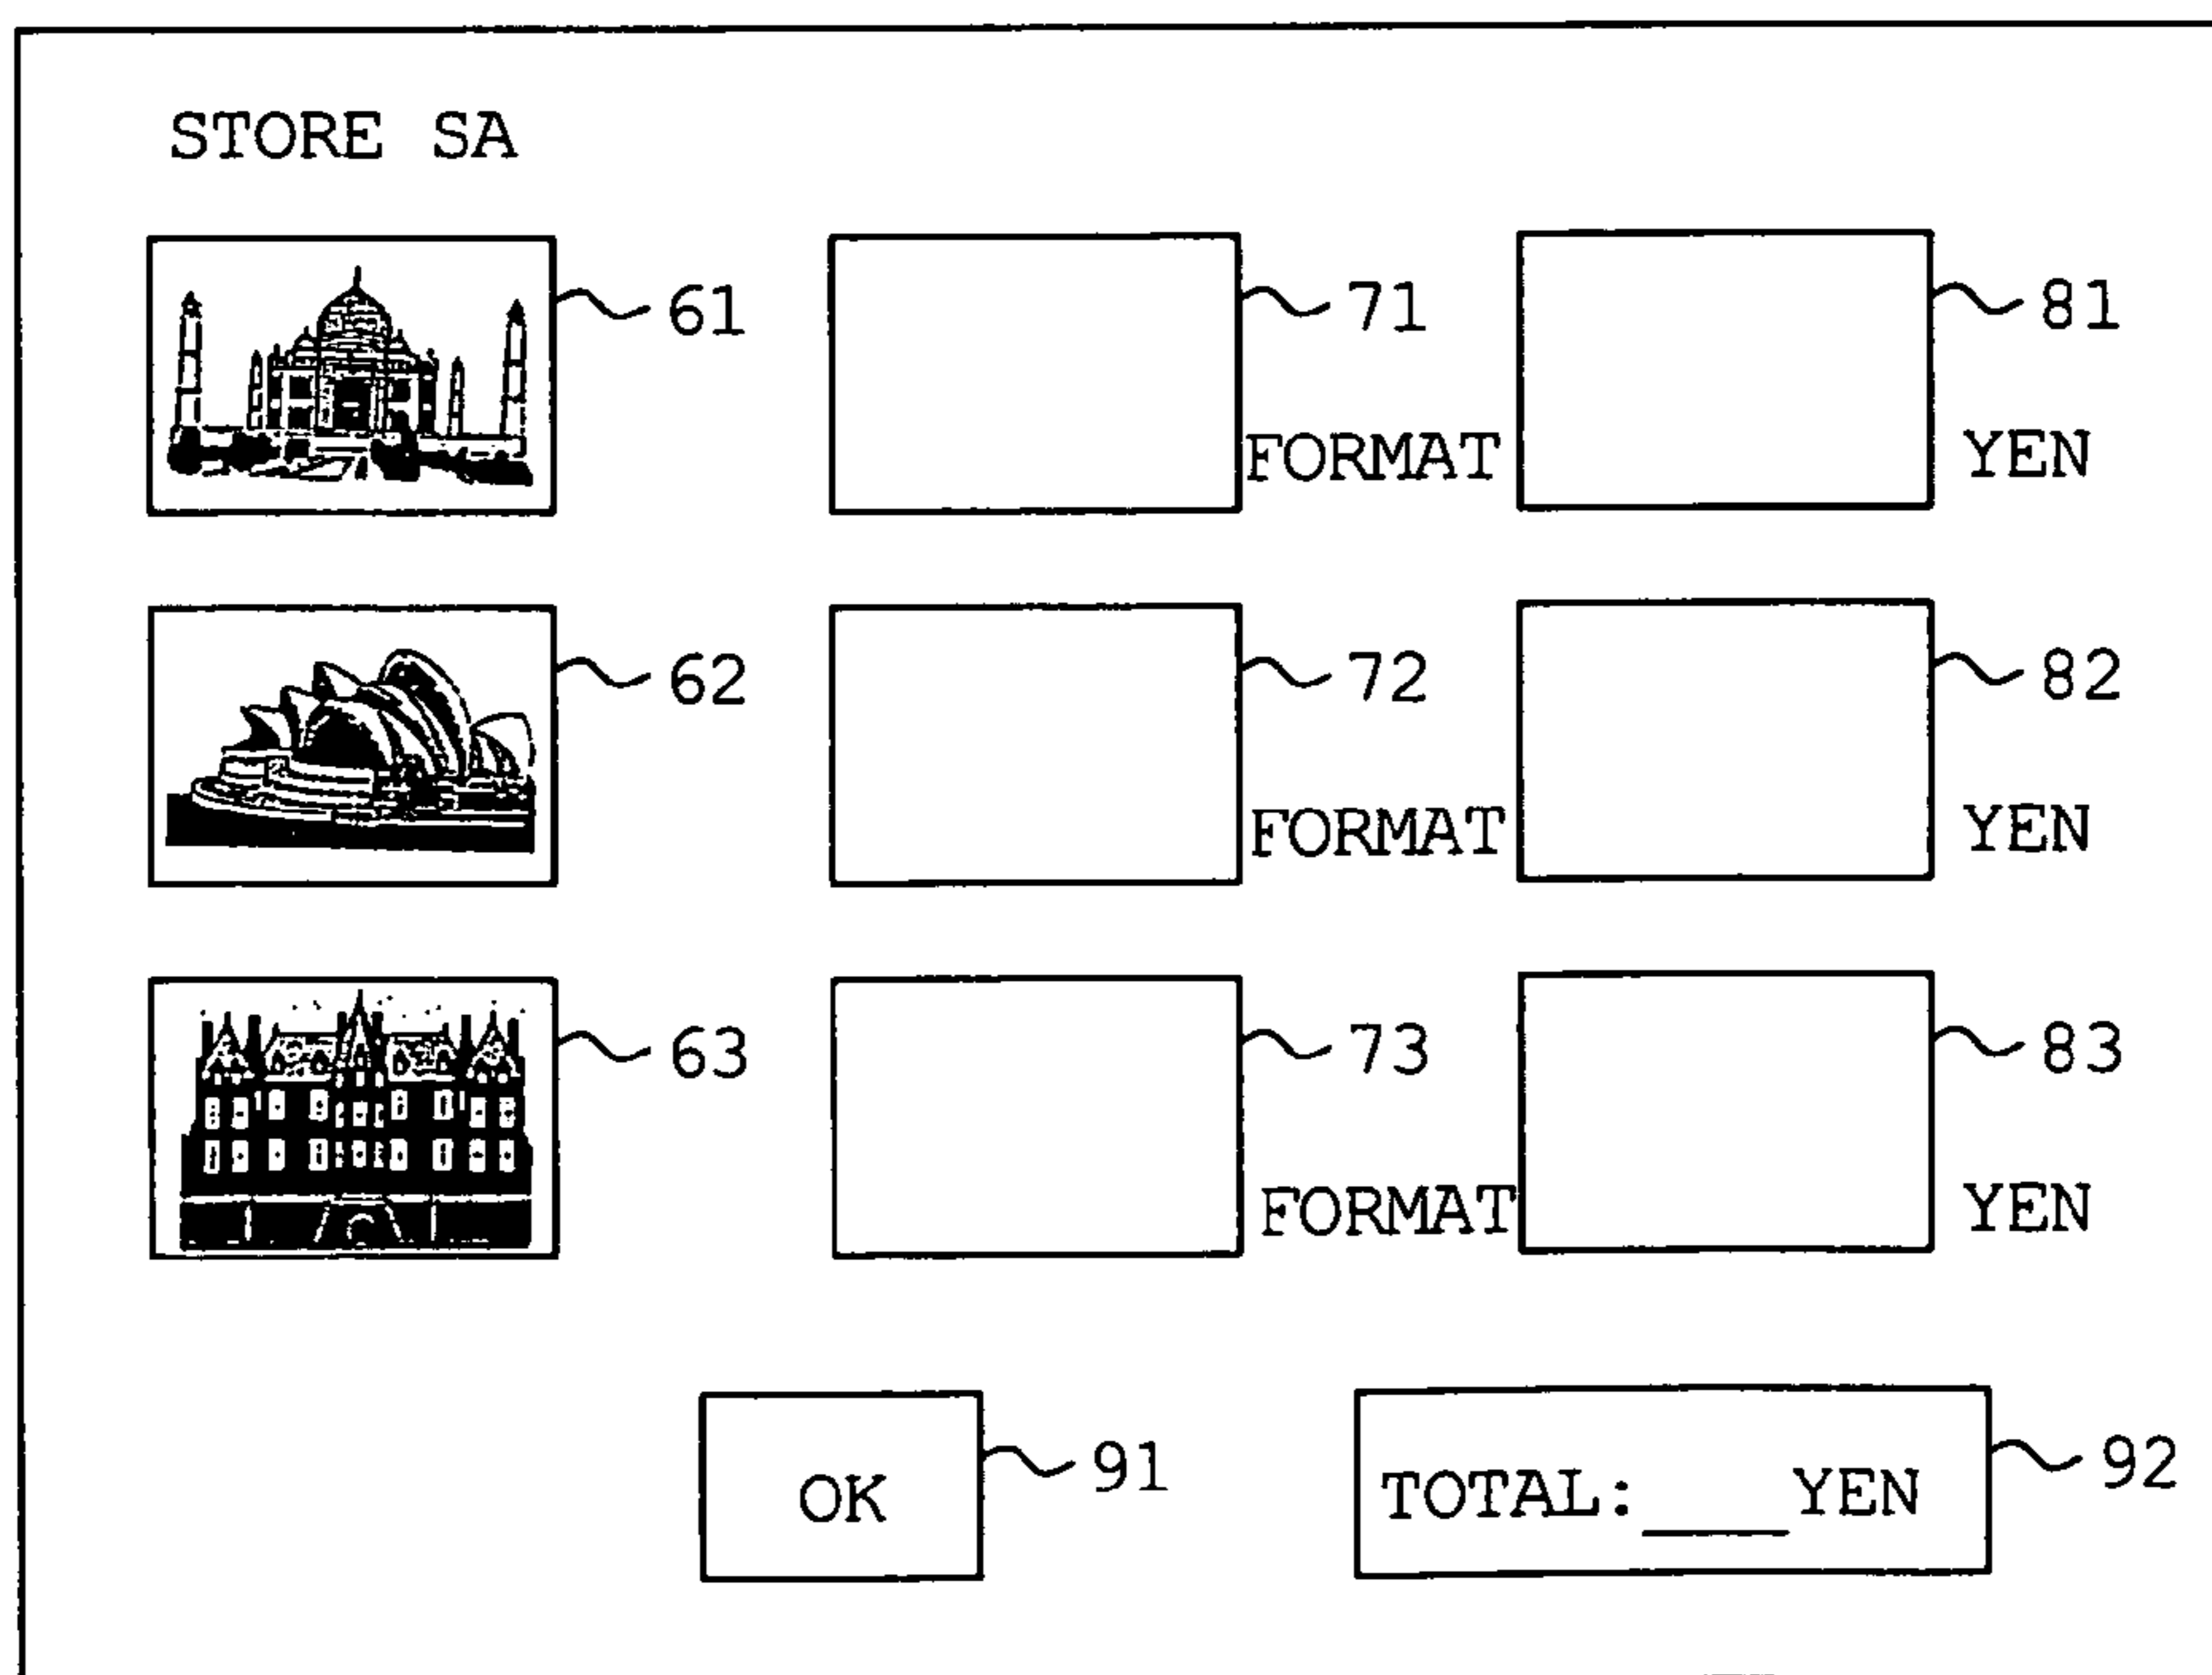 STORE SA
61 71 81
FORMAT YEN
62 72 82
FORMAT YEN
63 73 83
FORMAT YEN
OK 91 TOTAL:____YEN 92